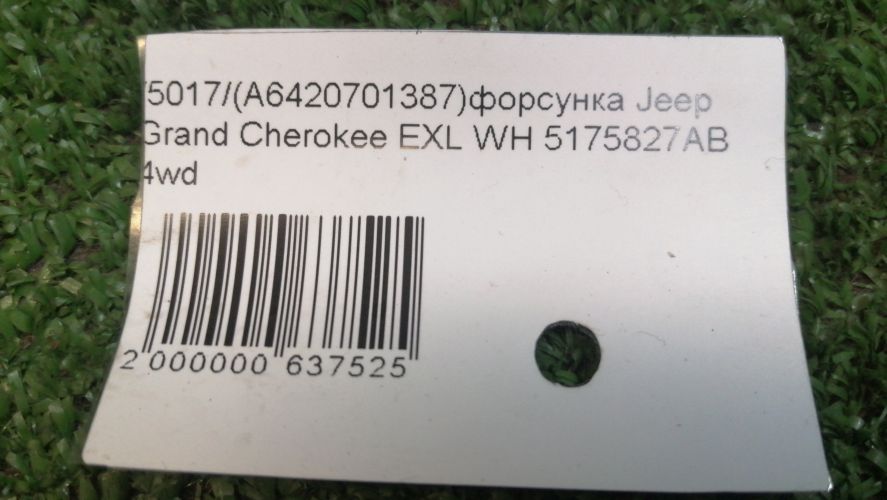 5017/(A6420701387)форсунка Jeep
Grand Cherokee EXL WH 5175827AB
4wd
2 000000 637525